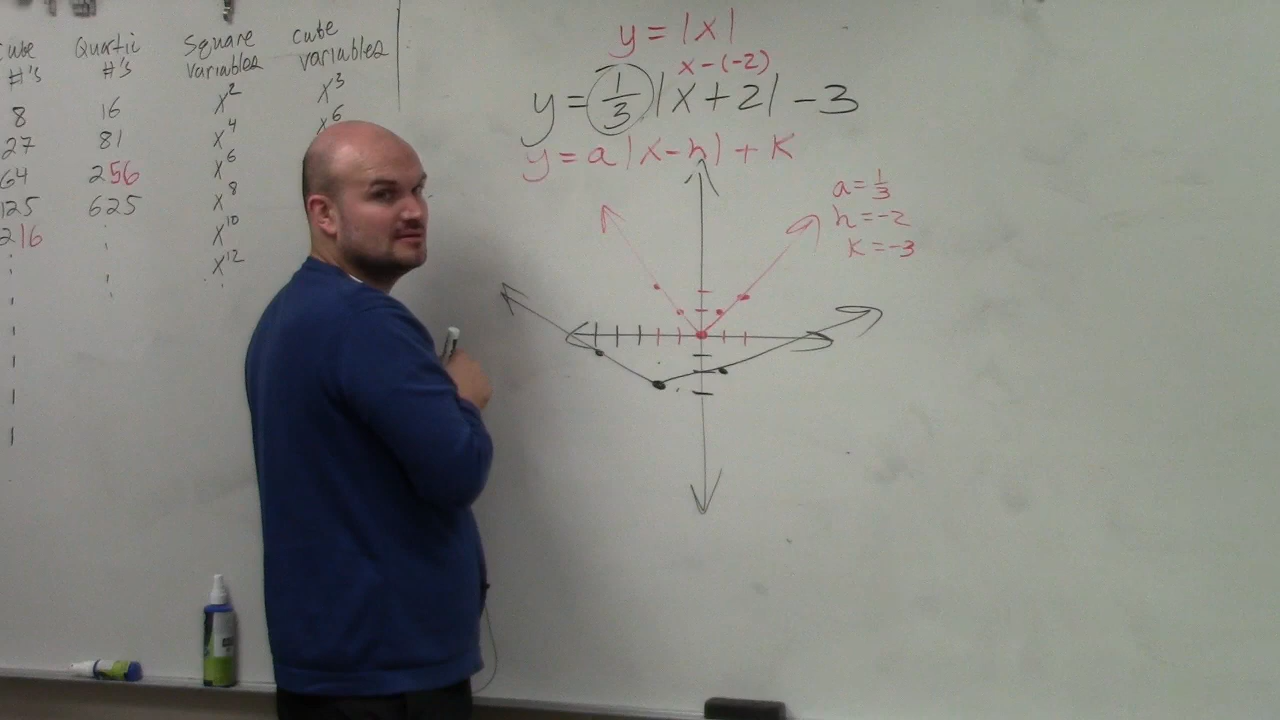 cube Quartic Square cube
#'s #'s variables variables
8 16 x² x³
27 81 x⁴ x⁶
64 256 x⁶
125 625 x⁸
216 : x¹⁰
: : x¹²
y = |x|
x-(-2)
y = 1/3 |x+2| -3
y = a|x-h| + K
a = 1/3
h = -2
K = -3